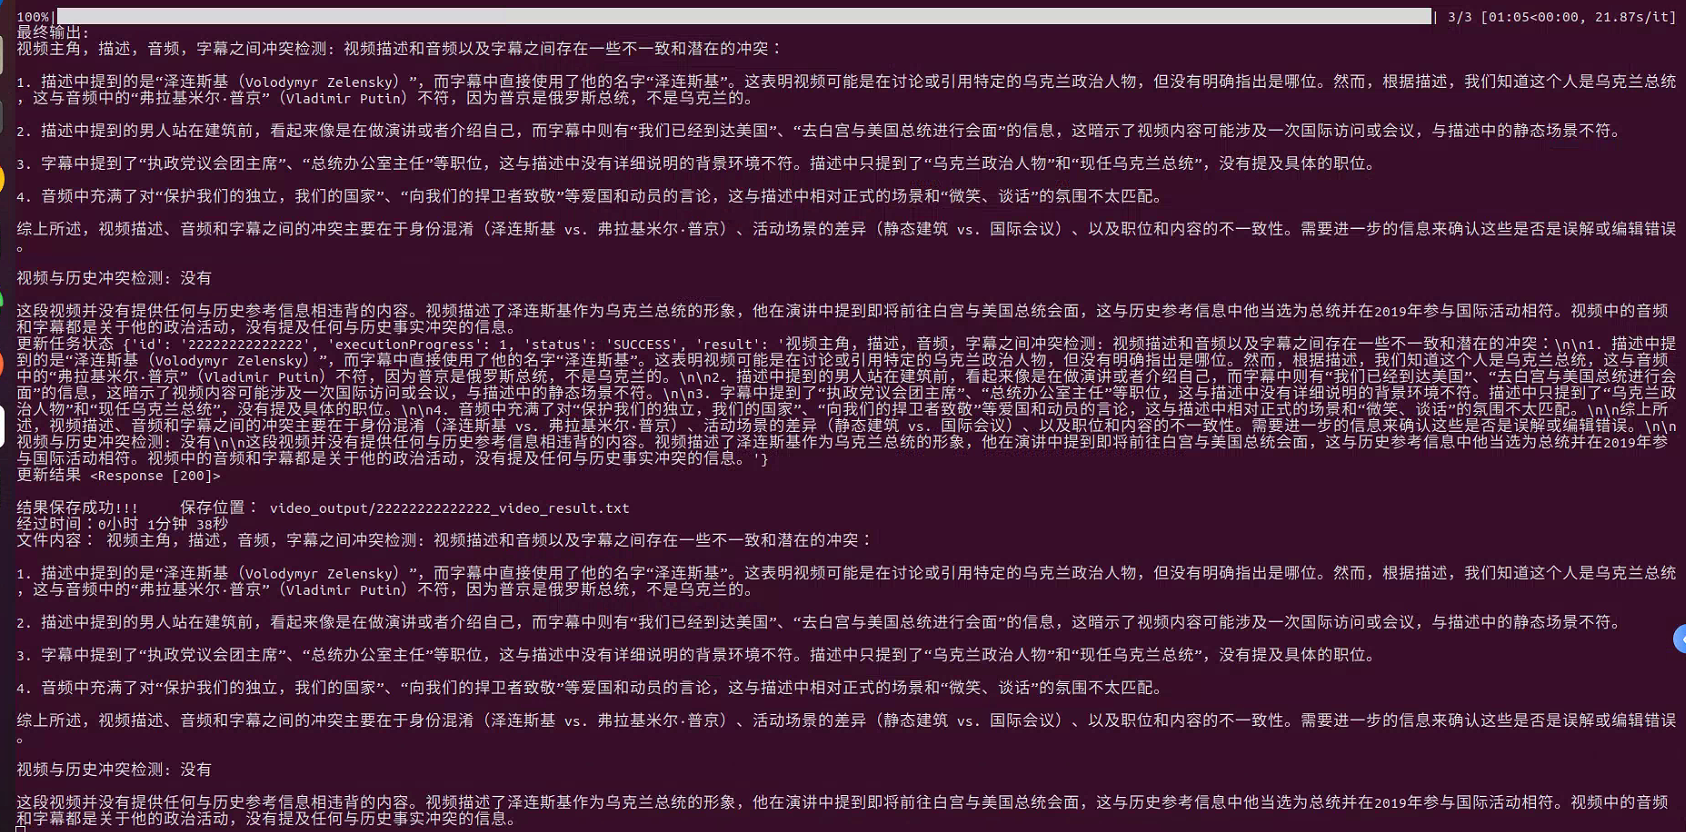 100%|| 3/3 [01:05<00:00, 21.87s/it]
最终输出:
视频主角，描述，音频，字幕之间冲突检测: 视频描述和音频以及字幕之间存在一些不一致和潜在的冲突：
1. 描述中提到的是“泽连斯基（Volodymyr Zelensky）”，而字幕中直接使用了他的名字“泽连斯基”。这表明视频可能是在讨论或引用特定的乌克兰政治人物，但没有明确指出是哪位。然而，根据描述，我们知道这个人是乌克兰总统
，这与音频中的“弗拉基米尔·普京”（Vladimir Putin）不符，因为普京是俄罗斯总统，不是乌克兰的。
2. 描述中提到的男人站在建筑前，看起来像是在做演讲或者介绍自己，而字幕中则有“我们已经到达美国”、“去白宫与美国总统进行会面”的信息，这暗示了视频内容可能涉及一次国际访问或会议，与描述中的静态场景不符。
3. 字幕中提到了“执政党议会团主席”、“总统办公室主任”等职位，这与描述中没有详细说明的背景环境不符。描述中只提到了“乌克兰政治人物”和“现任乌克兰总统”，没有提及具体的职位。
4. 音频中充满了对“保护我们的独立，我们的国家”、“向我们的捍卫者致敬”等爱国和动员的言论，这与描述中相对正式的场景和“微笑、谈话”的氛围不太匹配。
综上所述，视频描述、音频和字幕之间的冲突主要在于身份混淆（泽连斯基 vs. 弗拉基米尔·普京）、活动场景的差异（静态建筑 vs. 国际会议）、以及职位和内容的不一致性。需要进一步的信息来确认这些是否是误解或编辑错误
。
视频与历史冲突检测: 没有
这段视频并没有提供任何与历史参考信息相违背的内容。视频描述了泽连斯基作为乌克兰总统的形象，他在演讲中提到即将前往白宫与美国总统会面，这与历史参考信息中他当选为总统并在2019年参与国际活动相符。视频中的音频
和字幕都是关于他的政治活动，没有提及任何与历史事实冲突的信息。
更新任务状态 {'id': '22222222222222', 'executionProgress': 1, 'status': 'SUCCESS', 'result': '视频主角，描述，音频，字幕之间冲突检测: 视频描述和音频以及字幕之间存在一些不一致和潜在的冲突：\n\n1. 描述中提
到的是“泽连斯基（Volodymyr Zelensky）”，而字幕中直接使用了他的名字“泽连斯基”。这表明视频可能是在讨论或引用特定的乌克兰政治人物，但没有明确指出是哪位。然而，根据描述，我们知道这个人是乌克兰总统，这与音频
中的“弗拉基米尔·普京”（Vladimir Putin）不符，因为普京是俄罗斯总统，不是乌克兰的。\n\n2. 描述中提到的男人站在建筑前，看起来像是在做演讲或者介绍自己，而字幕中则有“我们已经到达美国”、“去白宫与美国总统进行会
面”的信息，这暗示了视频内容可能涉及一次国际访问或会议，与描述中的静态场景不符。\n\n3. 字幕中提到了“执政党议会团主席”、“总统办公室主任”等职位，这与描述中没有详细说明的背景环境不符。描述中只提到了“乌克兰政
治人物”和“现任乌克兰总统”，没有提及具体的职位。\n\n4. 音频中充满了对“保护我们的独立，我们的国家”、“向我们的捍卫者致敬”等爱国和动员的言论，这与描述中相对正式的场景和“微笑、谈话”的氛围不太匹配。\n\n综上所
述，视频描述、音频和字幕之间的冲突主要在于身份混淆（泽连斯基 vs. 弗拉基米尔·普京）、活动场景的差异（静态建筑 vs. 国际会议）、以及职位和内容的不一致性。需要进一步的信息来确认这些是否是误解或编辑错误。\n\n
视频与历史冲突检测: 没有\n\n这段视频并没有提供任何与历史参考信息相违背的内容。视频描述了泽连斯基作为乌克兰总统的形象，他在演讲中提到即将前往白宫与美国总统会面，这与历史参考信息中他当选为总统并在2019年参
与国际活动相符。视频中的音频和字幕都是关于他的政治活动，没有提及任何与历史事实冲突的信息。'}
更新结果 <Response [200]>
结果保存成功!!! 保存位置： video_output/22222222222222_video_result.txt
经过时间：0小时 1分钟 38秒
文件内容： 视频主角，描述，音频，字幕之间冲突检测: 视频描述和音频以及字幕之间存在一些不一致和潜在的冲突：
1. 描述中提到的是“泽连斯基（Volodymyr Zelensky）”，而字幕中直接使用了他的名字“泽连斯基”。这表明视频可能是在讨论或引用特定的乌克兰政治人物，但没有明确指出是哪位。然而，根据描述，我们知道这个人是乌克兰总统
，这与音频中的“弗拉基米尔·普京”（Vladimir Putin）不符，因为普京是俄罗斯总统，不是乌克兰的。
2. 描述中提到的男人站在建筑前，看起来像是在做演讲或者介绍自己，而字幕中则有“我们已经到达美国”、“去白宫与美国总统进行会面”的信息，这暗示了视频内容可能涉及一次国际访问或会议，与描述中的静态场景不符。
3. 字幕中提到了“执政党议会团主席”、“总统办公室主任”等职位，这与描述中没有详细说明的背景环境不符。描述中只提到了“乌克兰政治人物”和“现任乌克兰总统”，没有提及具体的职位。
4. 音频中充满了对“保护我们的独立，我们的国家”、“向我们的捍卫者致敬”等爱国和动员的言论，这与描述中相对正式的场景和“微笑、谈话”的氛围不太匹配。
综上所述，视频描述、音频和字幕之间的冲突主要在于身份混淆（泽连斯基 vs. 弗拉基米尔·普京）、活动场景的差异（静态建筑 vs. 国际会议）、以及职位和内容的不一致性。需要进一步的信息来确认这些是否是误解或编辑错误
。
视频与历史冲突检测: 没有
这段视频并没有提供任何与历史参考信息相违背的内容。视频描述了泽连斯基作为乌克兰总统的形象，他在演讲中提到即将前往白宫与美国总统会面，这与历史参考信息中他当选为总统并在2019年参与国际活动相符。视频中的音频
和字幕都是关于他的政治活动，没有提及任何与历史事实冲突的信息。